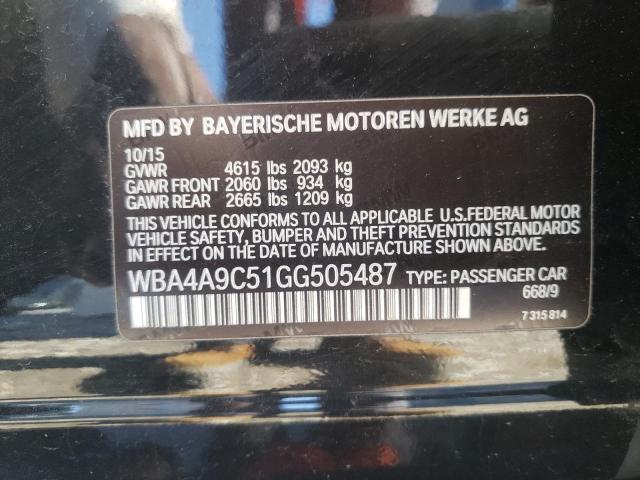 MFD BY BAYERISCHE MOTOREN WERKE AG
10/15
GVWR 4615 lbs 2093 kg
GAWR FRONT 2060 lbs 934 kg
GAWR REAR 2665 lbs 1209 kg
THIS VEHICLE CONFORMS TO ALL APPLICABLE U.S.FEDERAL MOTOR
VEHICLE SAFETY, BUMPER AND THEFT PREVENTION STANDARDS
IN EFFECT ON THE DATE OF MANUFACTURE SHOWN ABOVE.
WBA4A9C51GG505487 TYPE: PASSENGER CAR
668/9
7 315 814